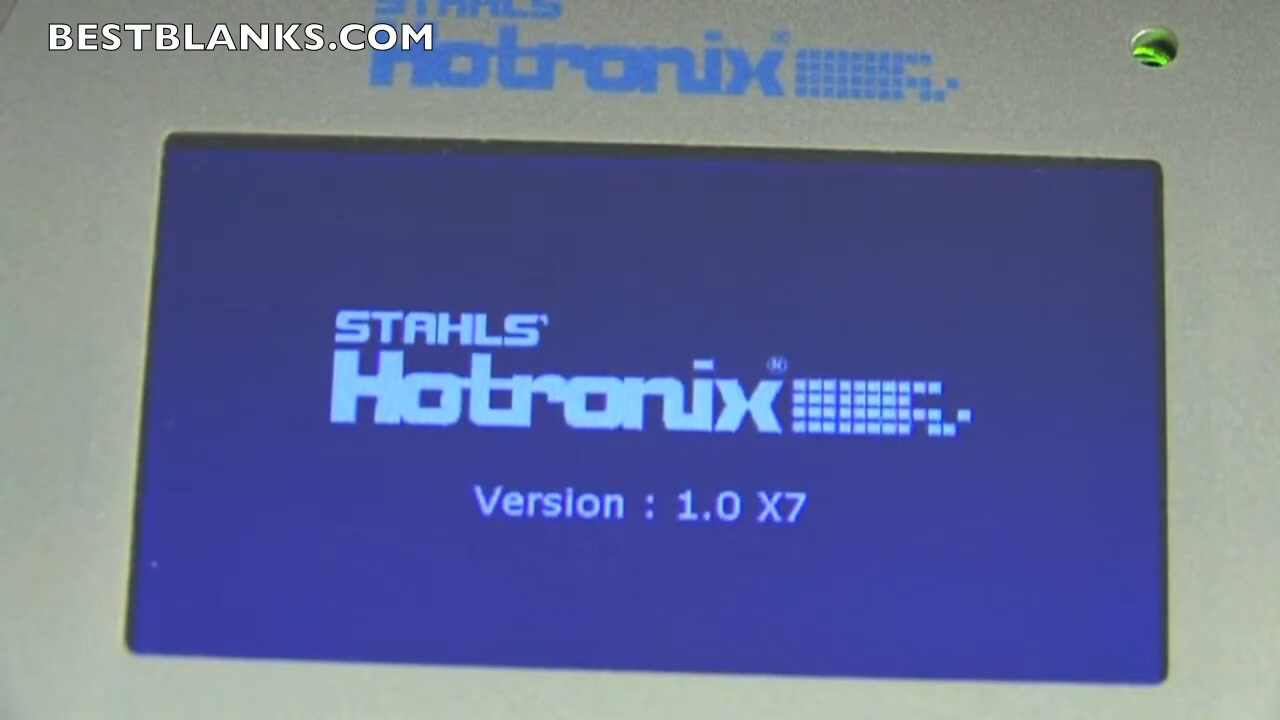 BESTBLANKS.COM
STAHLS'
Hotronix®
STAHLS'
Hotronix®
Version : 1.0 X7